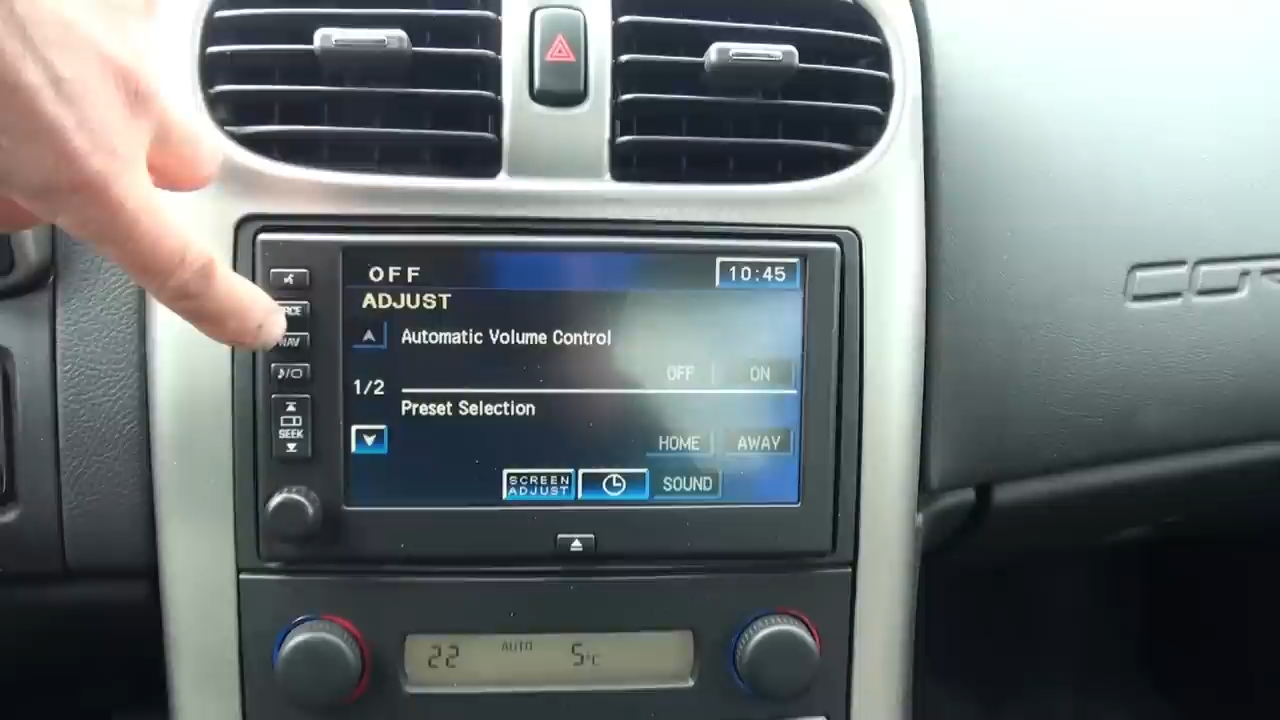 OFF
10:45
ADJUST
Automatic Volume Control
OFF ON
1/2
Preset Selection
HOME AWAY
SCREEN
ADJUST
SOUND
NAV
SEEK
22 AUTO 5°C